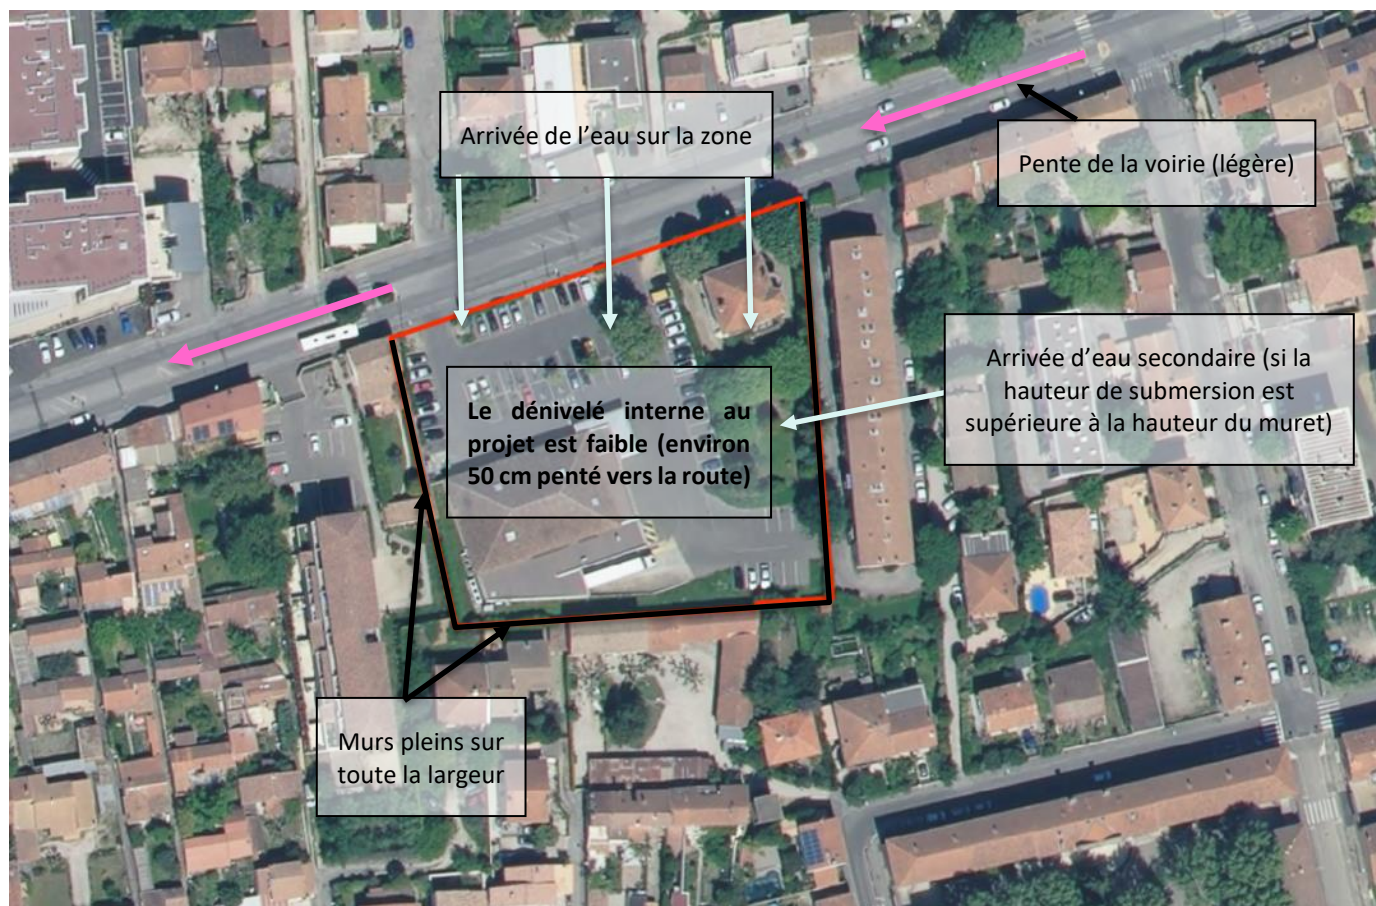 Arrivée de l’eau sur la zone
Pente de la voirie (légère)
Arrivée d’eau secondaire (si la
hauteur de submersion est
supérieure à la hauteur du muret)
Le dénivelé interne au
projet est faible (environ
50 cm penté vers la route)
Murs pleins sur
toute la largeur